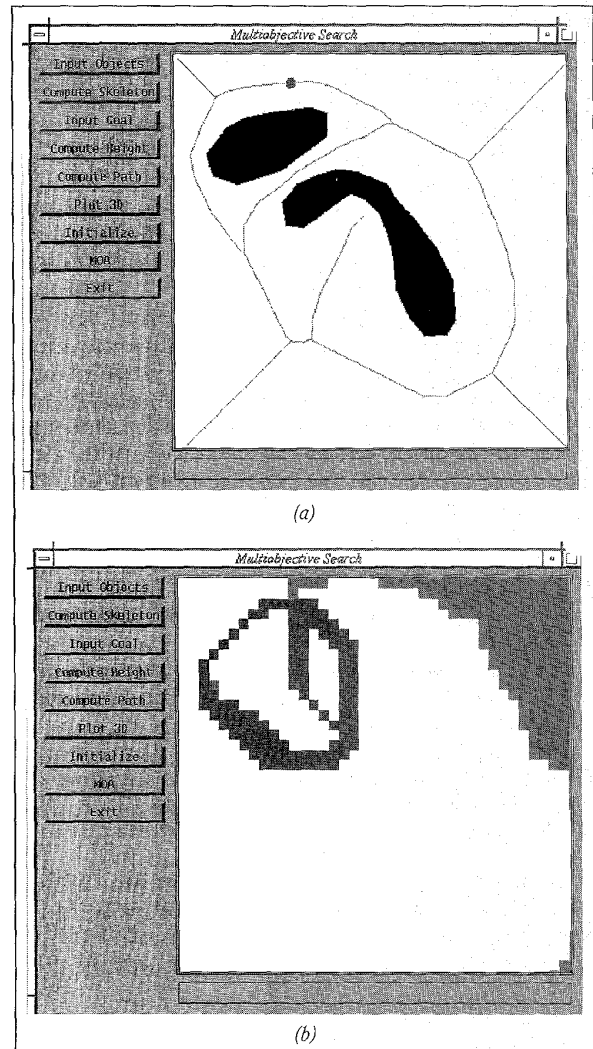 Multiobjective Search
Input Objects
Compute Skeleton
Input Goal
Compute Height
Compute Path
Plot 3D
Initialize
MOA
Exit
(a)
Multiobjective Search
Input Objects
Compute Skeleton
Input Goal
Compute Height
Compute Path
Plot 3D
Initialize
MOA
Exit
(b)